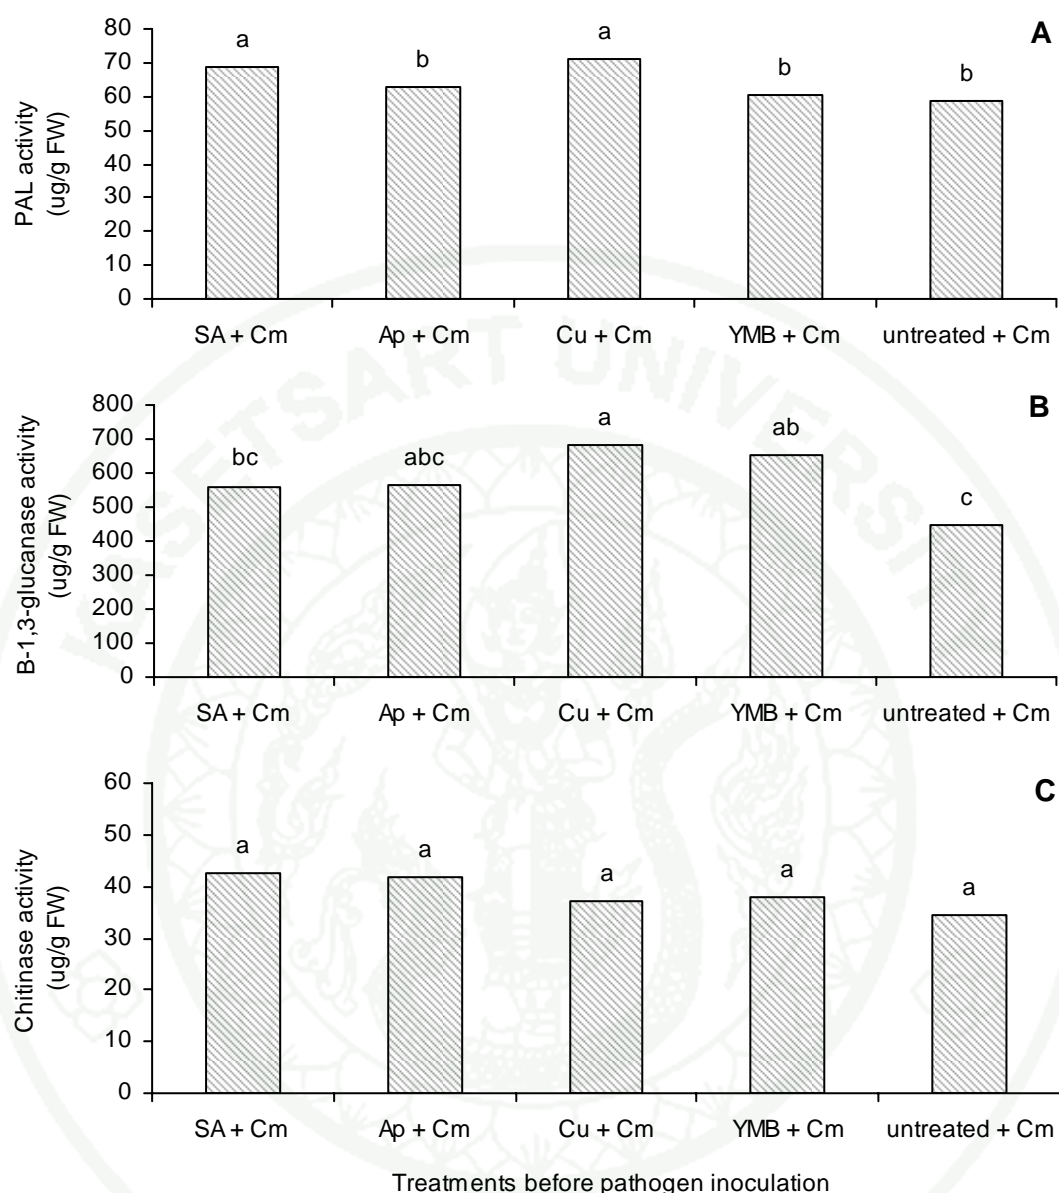 A
PAL activity
(ug/g FW)
80
70
60
50
40
30
20
10
0
a
b
a
b
b
SA + Cm
Ap + Cm
Cu + Cm
YMB + Cm
untreated + Cm
B
B-1,3-glucanase activity
(ug/g FW)
800
700
600
500
400
300
200
100
0
bc
abc
a
ab
c
SA + Cm
Ap + Cm
Cu + Cm
YMB + Cm
untreated + Cm
C
Chitinase activity
(ug/g FW)
60
50
40
30
20
10
0
a
a
a
a
a
SA + Cm
Ap + Cm
Cu + Cm
YMB + Cm
untreated + Cm
Treatments before pathogen inoculation
KASETSART UNIVERSITY